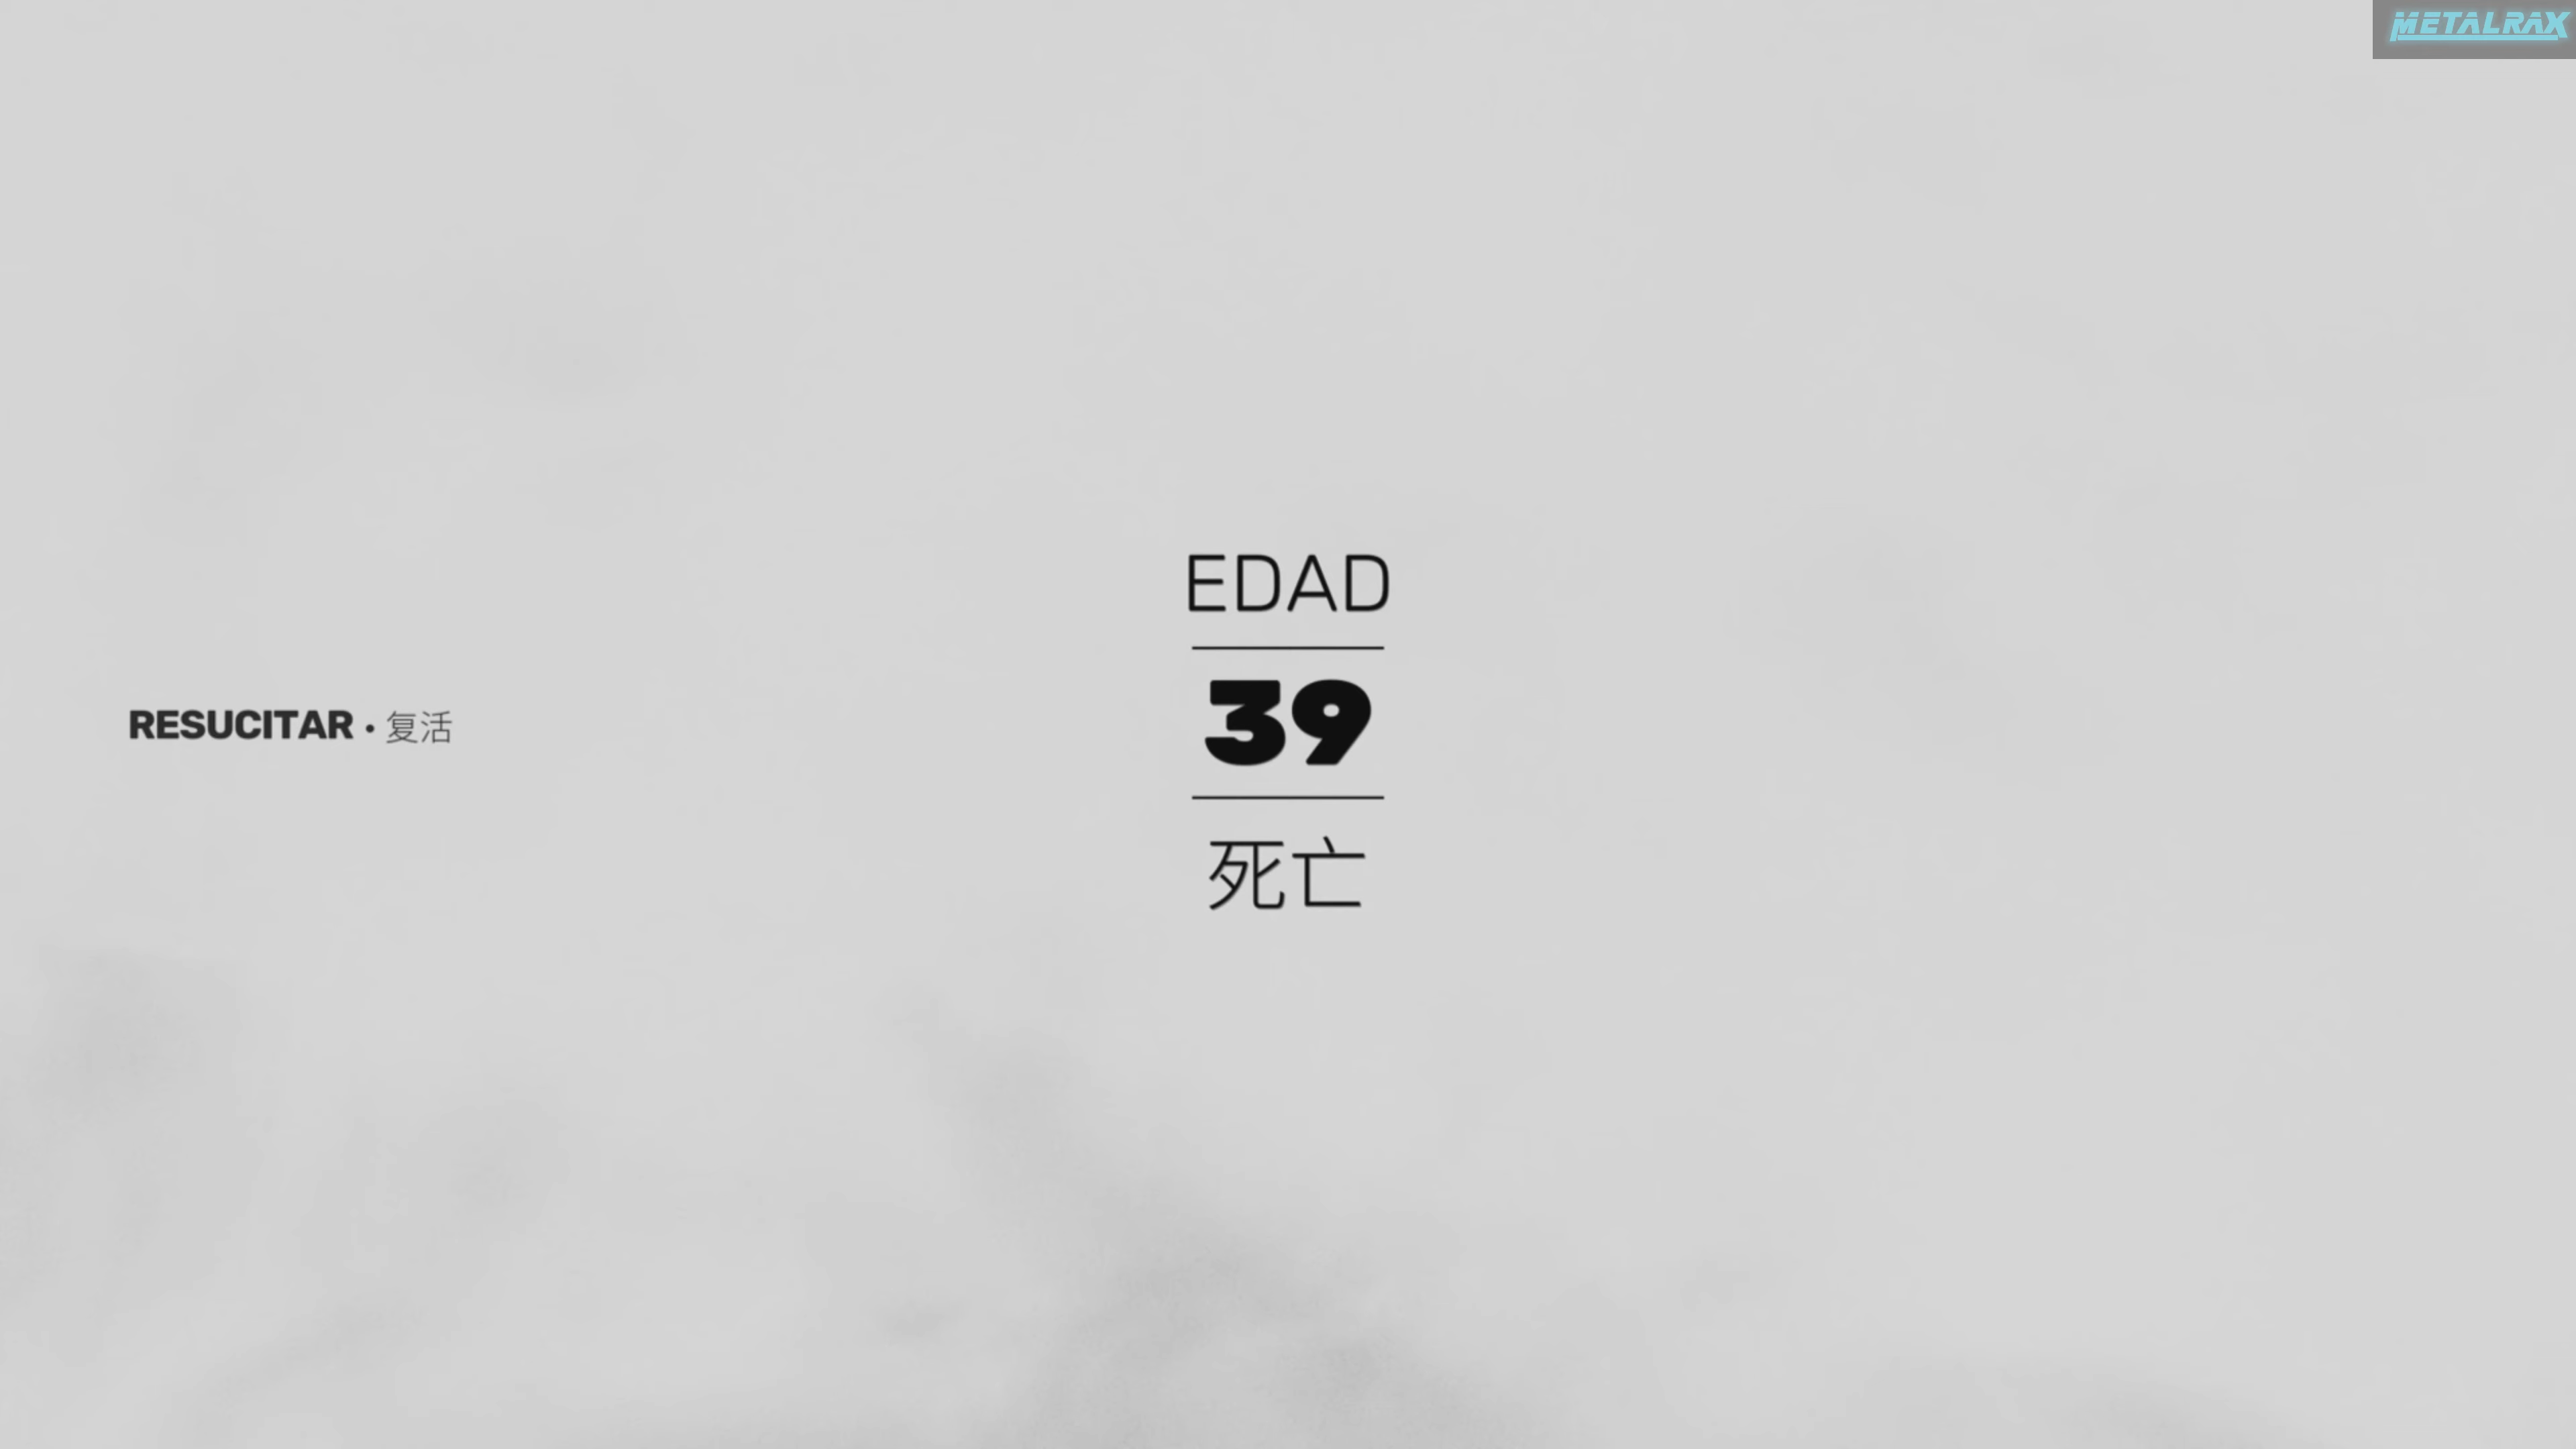 METALRAX
EDAD
39
死亡
RESUCITAR · 复活